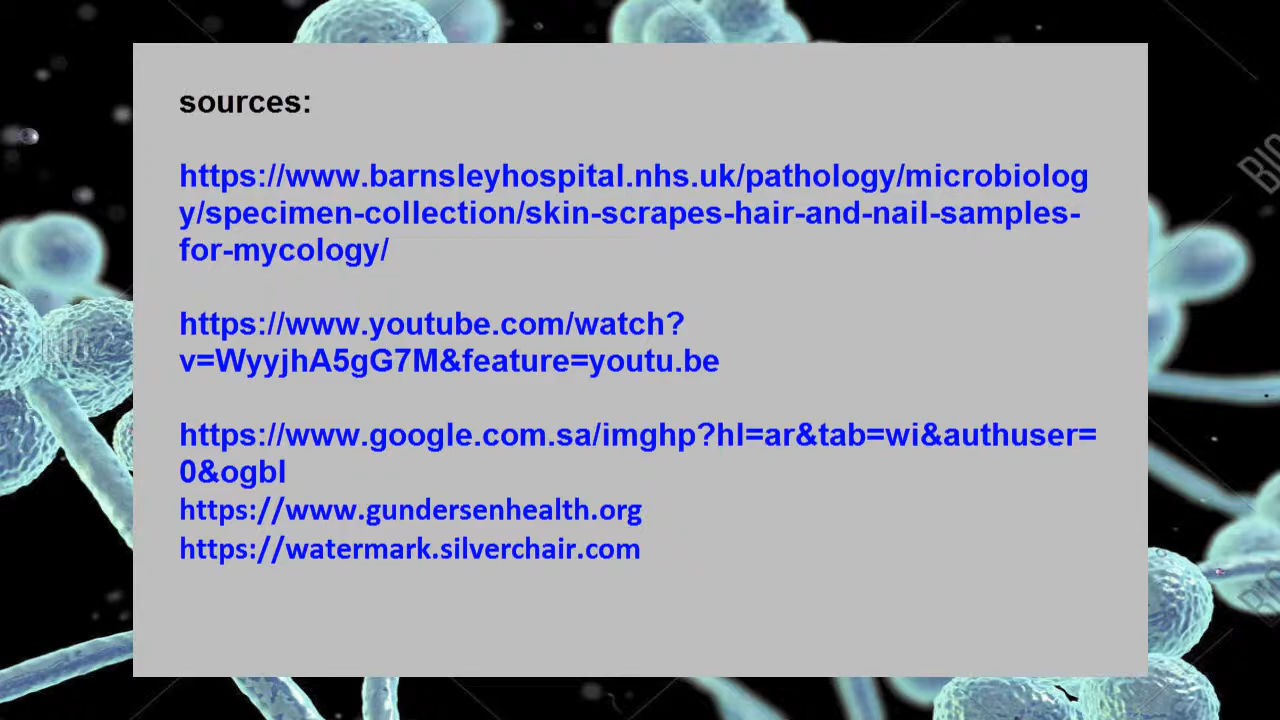 sources:
https://www.barnsleyhospital.nhs.uk/pathology/microbiolog
y/specimen-collection/skin-scrapes-hair-and-nail-samples-
for-mycology/
https://www.youtube.com/watch?
v=WyyjhA5gG7M&feature=youtu.be
https://www.google.com.sa/imghp?hl=ar&tab=wi&authuser=
0&ogbl
https://www.gundersenhealth.org
https://watermark.silverchair.com